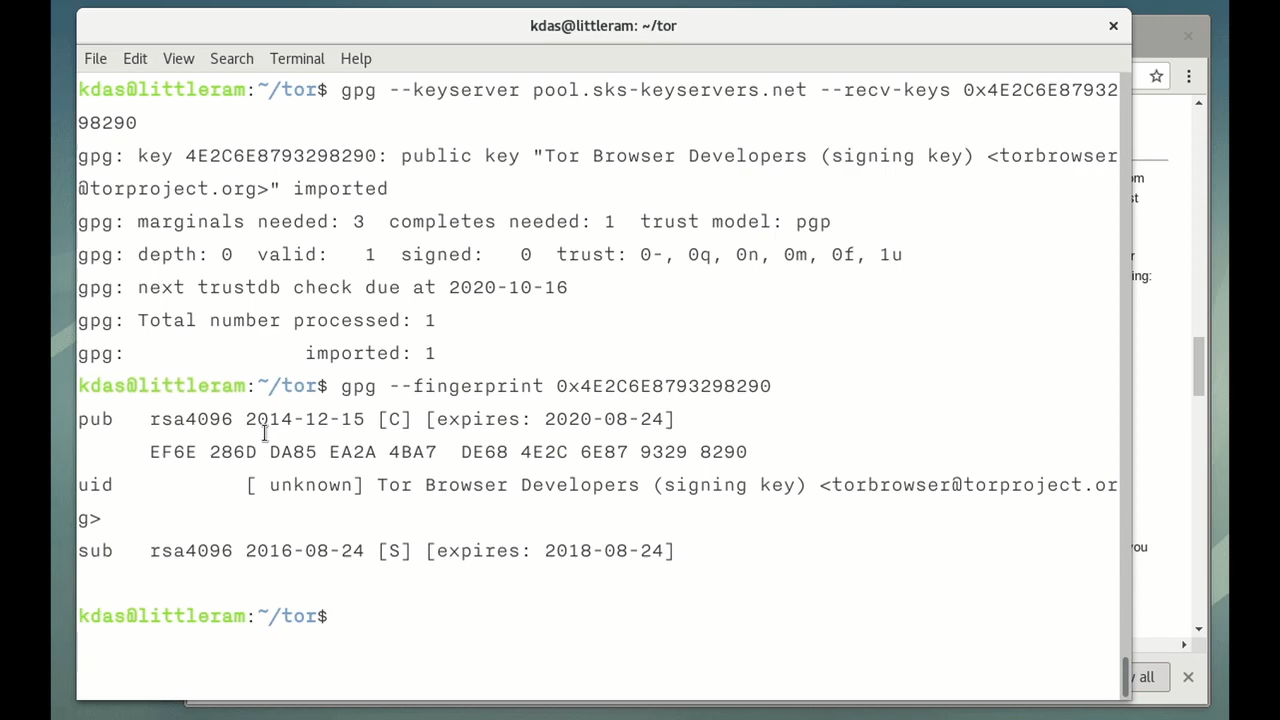 kdas@littleram: ~/tor
File Edit View Search Terminal Help
kdas@littleram:~/tor$ gpg --keyserver pool.sks-keyservers.net --recv-keys 0x4E2C6E87932
98290
gpg: key 4E2C6E8793298290: public key "Tor Browser Developers (signing key) <torbrowser
@torproject.org>" imported
gpg: marginals needed: 3  completes needed: 1  trust model: pgp
gpg: depth: 0  valid:   1  signed:   0  trust: 0-, 0q, 0n, 0m, 0f, 1u
gpg: next trustdb check due at 2020-10-16
gpg: Total number processed: 1
gpg:               imported: 1
kdas@littleram:~/tor$ gpg --fingerprint 0x4E2C6E8793298290
pub   rsa4096 2014-12-15 [C] [expires: 2020-08-24]
      EF6E 286D DA85 EA2A 4BA7  DE68 4E2C 6E87 9329 8290
uid           [ unknown] Tor Browser Developers (signing key) <torbrowser@torproject.or
g>
sub   rsa4096 2016-08-24 [S] [expires: 2018-08-24]
kdas@littleram:~/tor$
om
st
r
ing:
you
all